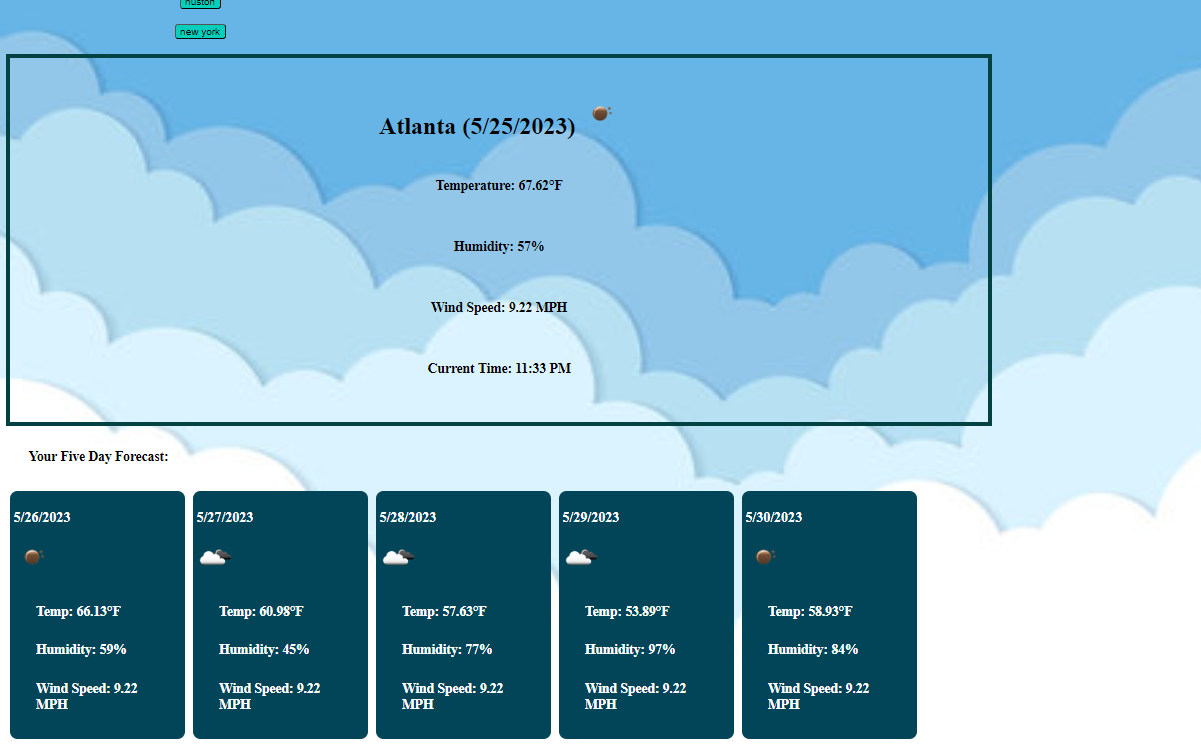 huston
new york
Atlanta (5/25/2023)
Temperature: 67.62°F
Humidity: 57%
Wind Speed: 9.22 MPH
Current Time: 11:33 PM
Your Five Day Forecast:
5/26/2023
Temp: 66.13°F
Humidity: 59%
Wind Speed: 9.22
MPH
5/27/2023
Temp: 60.98°F
Humidity: 45%
Wind Speed: 9.22
MPH
5/28/2023
Temp: 57.63°F
Humidity: 77%
Wind Speed: 9.22
MPH
5/29/2023
Temp: 53.89°F
Humidity: 97%
Wind Speed: 9.22
MPH
5/30/2023
Temp: 58.93°F
Humidity: 84%
Wind Speed: 9.22
MPH